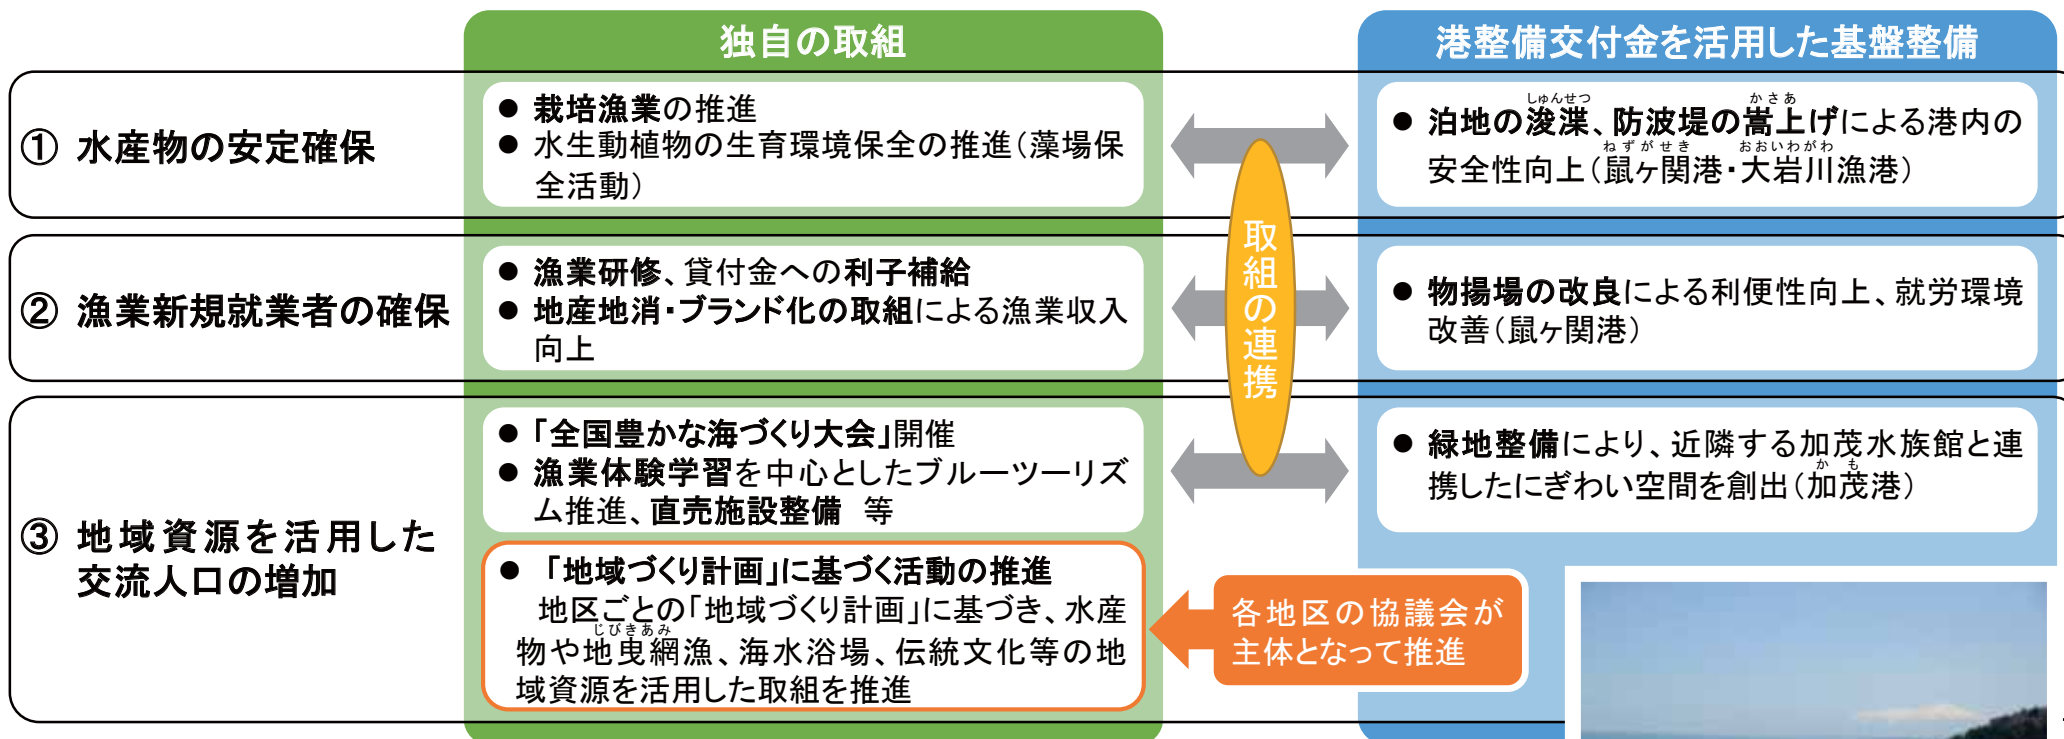 独自の取組
港整備交付金を活用した基盤整備
① 水産物の安定確保
● 栽培漁業の推進
● 水生動植物の生育環境保全の推進（藻場保
全活動）
しゅんせつ かさあ
● 泊地の浚渫、防波堤の嵩上げによる港内の
ねずがせき おおいわがわ
安全性向上（鼠ヶ関港・大岩川漁港）
取組の連携
② 漁業新規就業者の確保
● 漁業研修、貸付金への利子補給
● 地産地消・ブランド化の取組による漁業収入
向上
● 物揚場の改良による利便性向上、就労環境
改善（鼠ヶ関港）
③ 地域資源を活用した
交流人口の増加
● 「全国豊かな海づくり大会」開催
● 漁業体験学習を中心としたブルーツーリズ
ム推進、直売施設整備　等
● 緑地整備により、近隣する加茂水族館と連
かも
携したにぎわい空間を創出（加茂港）
● 「地域づくり計画」に基づく活動の推進
地区ごとの「地域づくり計画」に基づき、水産
じびきあみ
物や地曳網漁、海水浴場、伝統文化等の地
域資源を活用した取組を推進
各地区の協議会が
主体となって推進